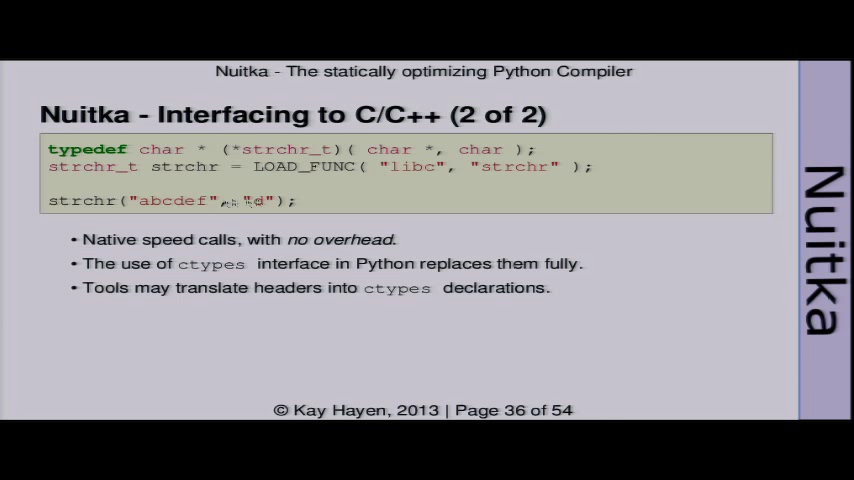 Nuitka - The statically optimizing Python Compiler
Nuitka - Interfacing to C/C++ (2 of 2)
typedef char * (*strchr_t)( char *, char );
strchr_t strchr = LOAD_FUNC( "libc", "strchr" );
strchr("abcdef", "d");
• Native speed calls, with no overhead.
• The use of ctypes interface in Python replaces them fully.
• Tools may translate headers into ctypes declarations.
© Kay Hayen, 2013 | Page 36 of 54
Nuitka